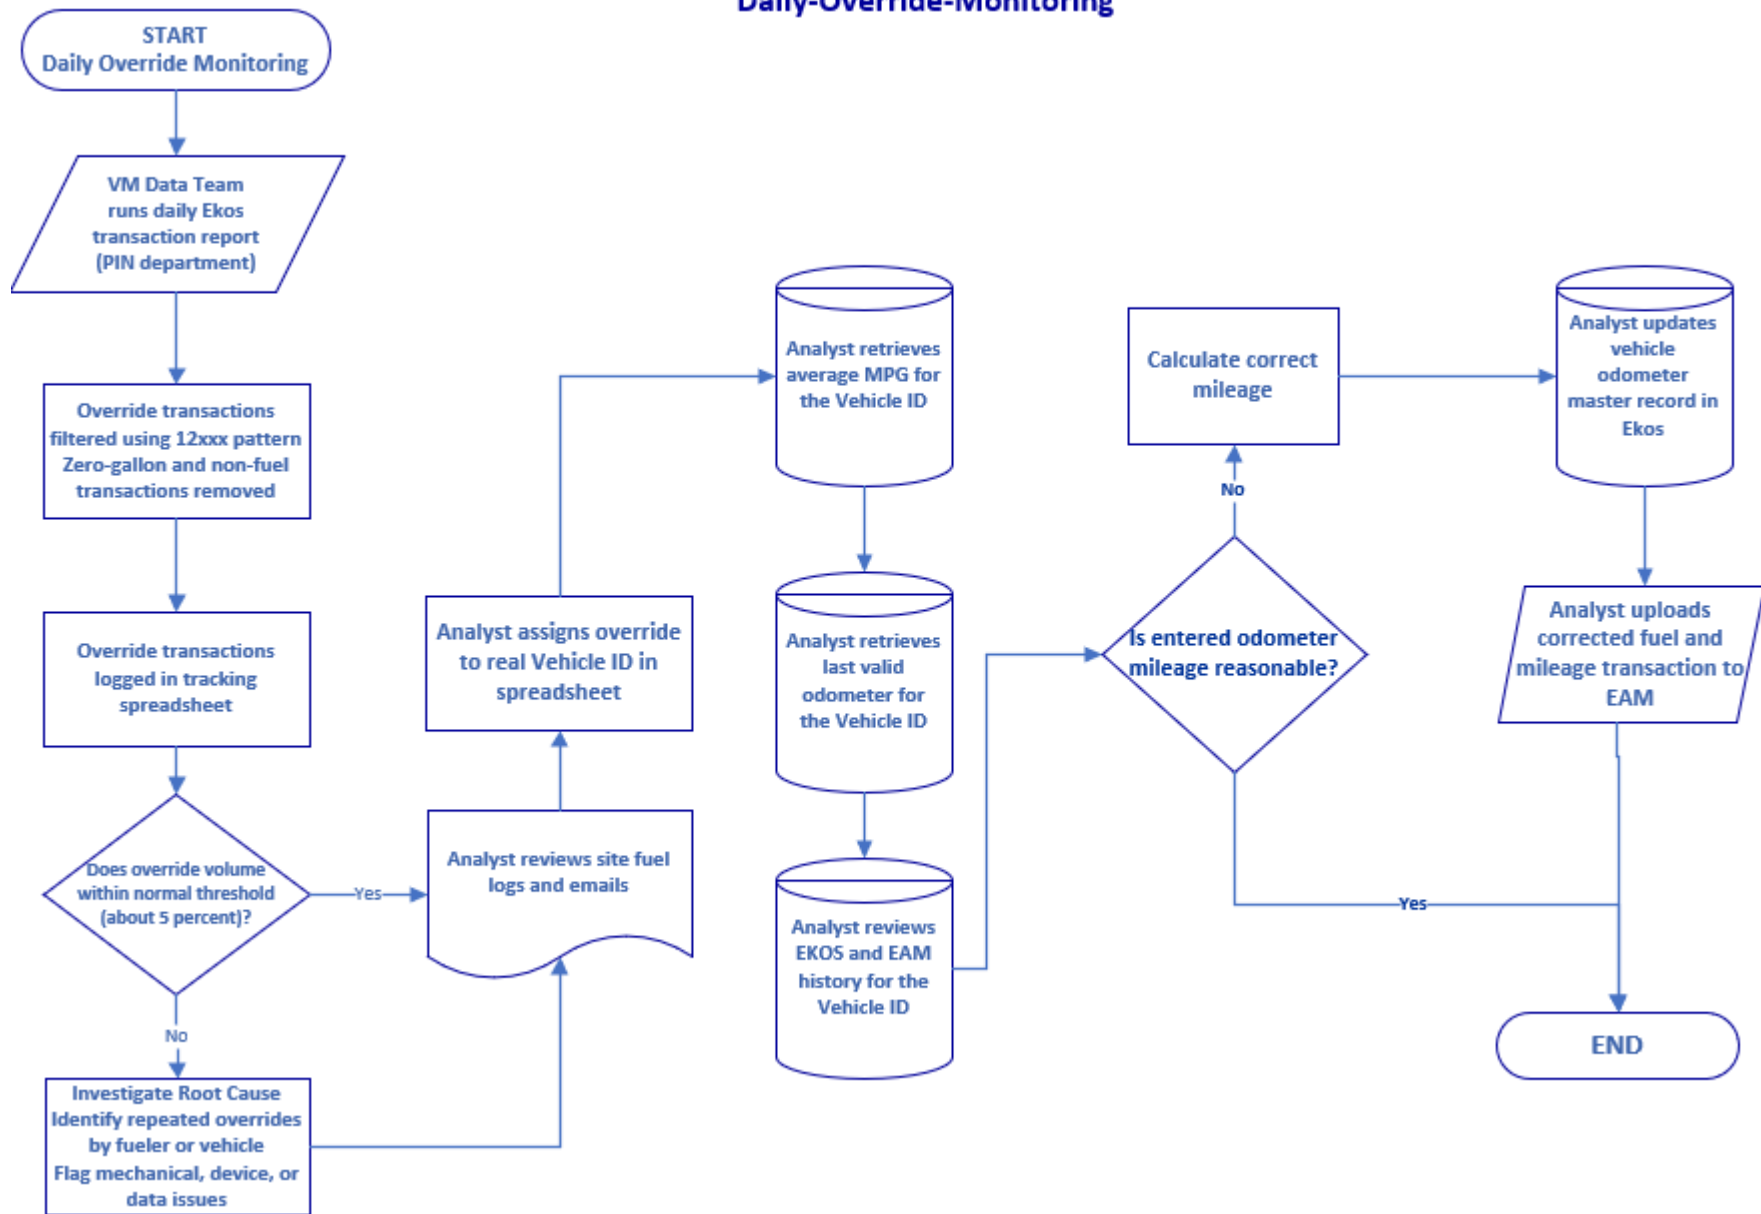 Daily-Override-Monitoring
START
Daily Override Monitoring
VM Data Team
runs daily Ekos
transaction report
(PIN department)
Override transactions
filtered using 12xxx pattern
Zero-gallon and non-fuel
transactions removed
Override transactions
logged in tracking
spreadsheet
Does override volume
within normal threshold
(about 5 percent)?
Yes
No
Investigate Root Cause
Identify repeated overrides
by fueler or vehicle
Flag mechanical, device, or
data issues
Analyst reviews site fuel
logs and emails
Analyst assigns override
to real Vehicle ID in
spreadsheet
Analyst retrieves
average MPG for
the Vehicle ID
Analyst retrieves
last valid
odometer for
the Vehicle ID
Analyst reviews
EKOS and EAM
history for the
Vehicle ID
Is entered odometer
mileage reasonable?
No
Yes
Calculate correct
mileage
Analyst updates
vehicle
odometer
master record in
Ekos
Analyst uploads
corrected fuel and
mileage transaction to
EAM
END